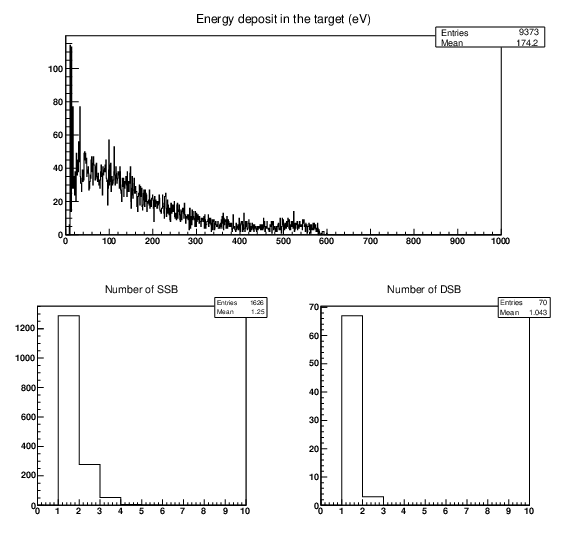 Energy deposit in the target (eV)
Entries 9373
Mean 174.2
100
80
60
40
20
0
0 100 200 300 400 500 600 700 800 900 1000
Number of SSB
Entries 1626
Mean 1.25
1200
1000
800
600
400
200
0
0 1 2 3 4 5 6 7 8 9 10
Number of DSB
Entries 70
Mean 1.043
70
60
50
40
30
20
10
0
0 1 2 3 4 5 6 7 8 9 10